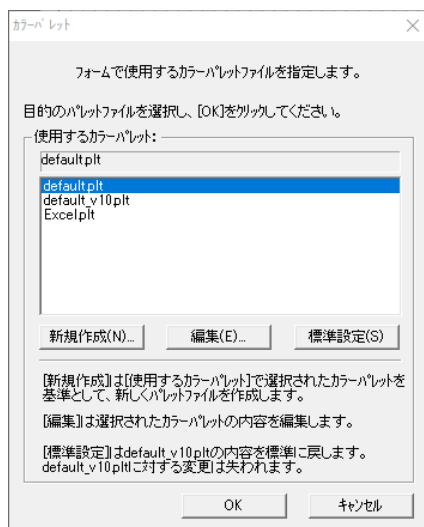 カラーパレット
フォームで使用するカラーパレットファイルを指定します。
目的のパレットファイルを選択し、[OK]をクリックしてください。
使用するカラーパレット:
default.plt
default.plt
default_v10.plt
Excel.plt
新規作成(N)...
編集(E)...
標準設定(S)
[新規作成]は[使用するカラーパレット]で選択されたカラーパレットを
基準として、新しくパレットファイルを作成します。
[編集]は選択されたカラーパレットの内容を編集します。
[標準設定]はdefault_v10.pltの内容を標準に戻します。
default_v10.pltに対する変更は失われます。
OK
キャンセル